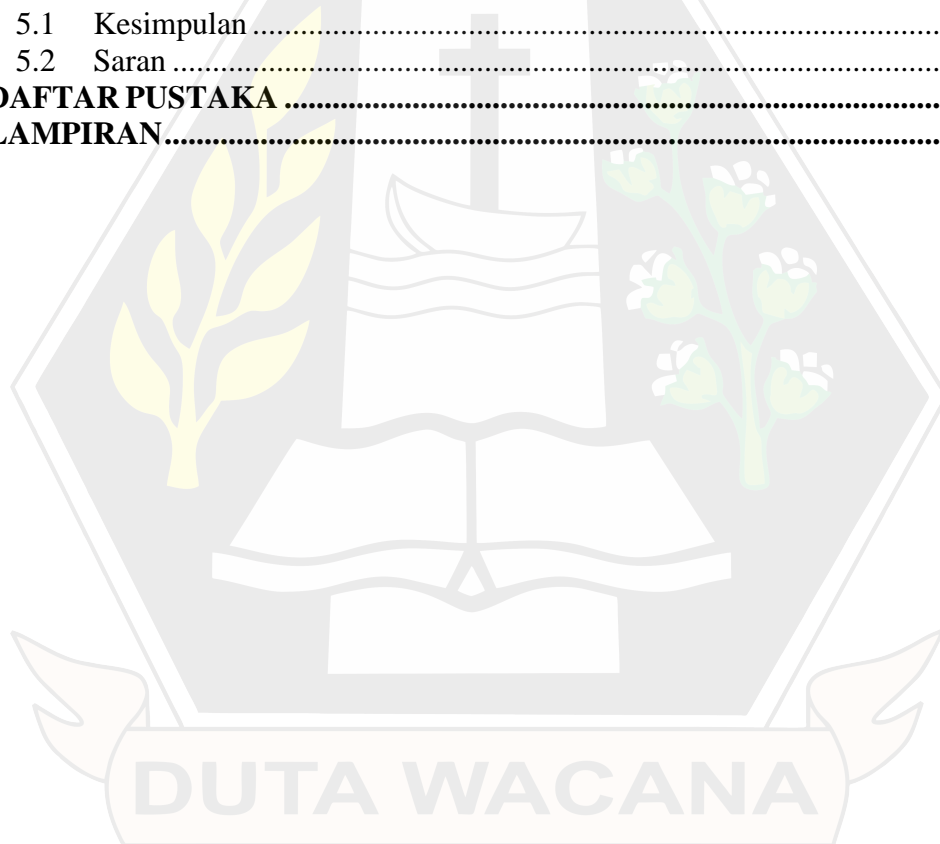 5.1 Kesimpulan ........................................................................................................
5.2 Saran ....................................................................................................................
DAFTAR PUSTAKA ....................................................................................................
LAMPIRAN.......................................................................................................................
DUTA WACANA